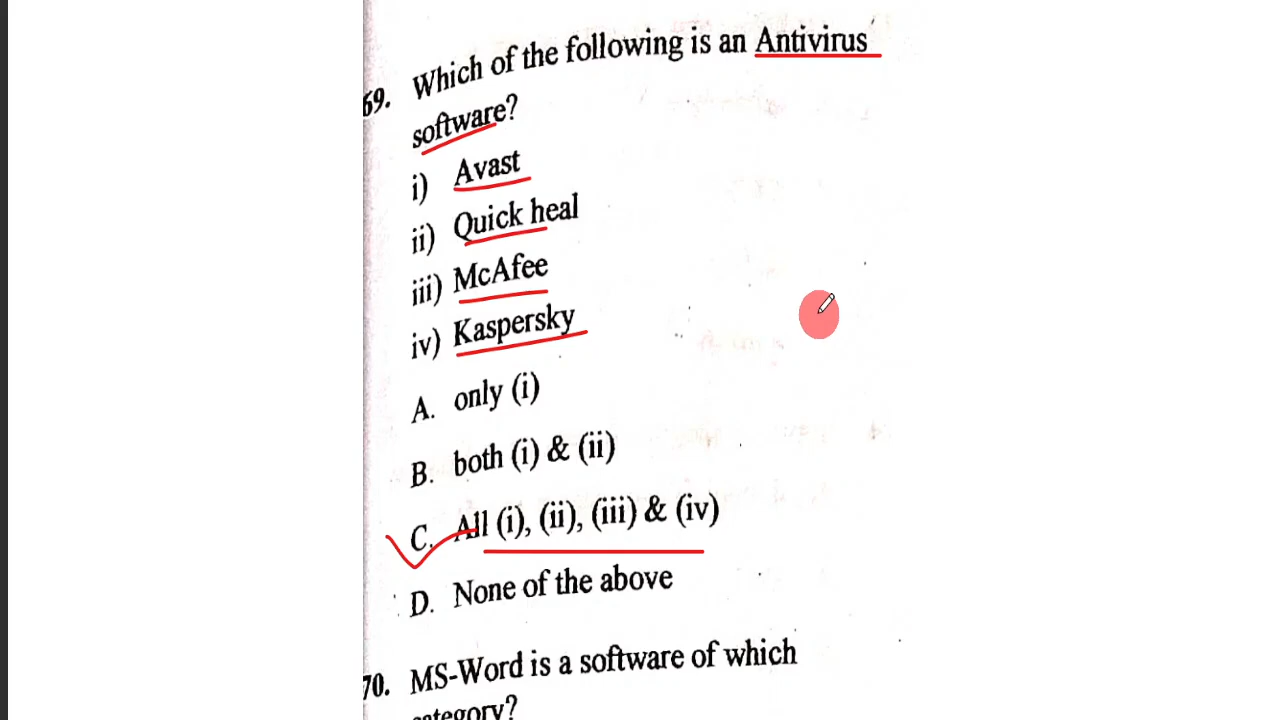 69. Which of the following is an Antivirus
software?
i) Avast
ii) Quick heal
iii) McAfee
iv) Kaspersky
A. only (i)
B. both (i) & (ii)
C. All (i), (ii), (iii) & (iv)
D. None of the above
70. MS-Word is a software of which
category?